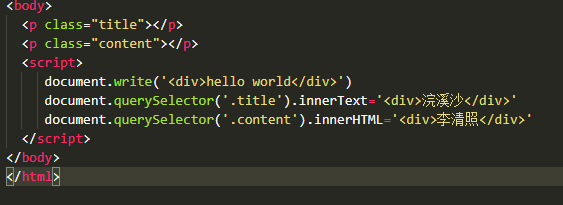 <body>
<p class="title"></p>
<p class="content"></p>
<script>
document.write('<div>hello world</div>')
document.querySelector('.title').innerText='<div>浣溪沙</div>'
document.querySelector('.content').innerHTML='<div>李清照</div>'
</script>
</body>
</html>